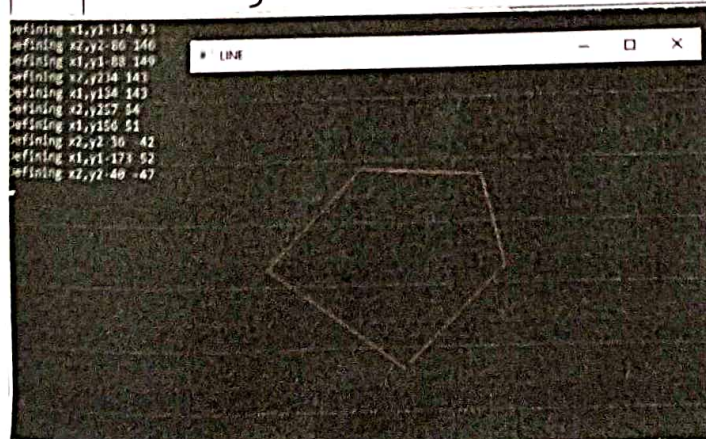 efining x1,y1-174 53
efining x2,y2-86 146
efining x1,y1-88 149
efining x2,y234 143
efining x1,y134 143
efining x2,y257 54
efining x1,y156 51
efining x2,y2-36 -42
efining x1,y1-173 52
efining x2,y2-40 -47
LINE